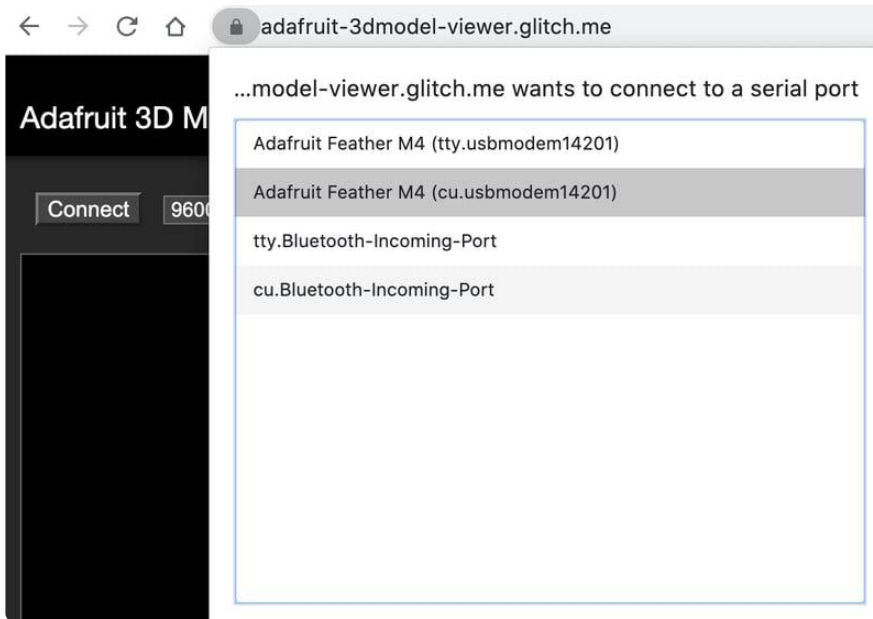 adafruit-3dmodel-viewer.glitch.me
...model-viewer.glitch.me wants to connect to a serial port
Adafruit 3D M
Adafruit Feather M4 (tty.usbmodem14201)
Adafruit Feather M4 (cu.usbmodem14201)
Connect 960
tty.Bluetooth-Incoming-Port
cu.Bluetooth-Incoming-Port